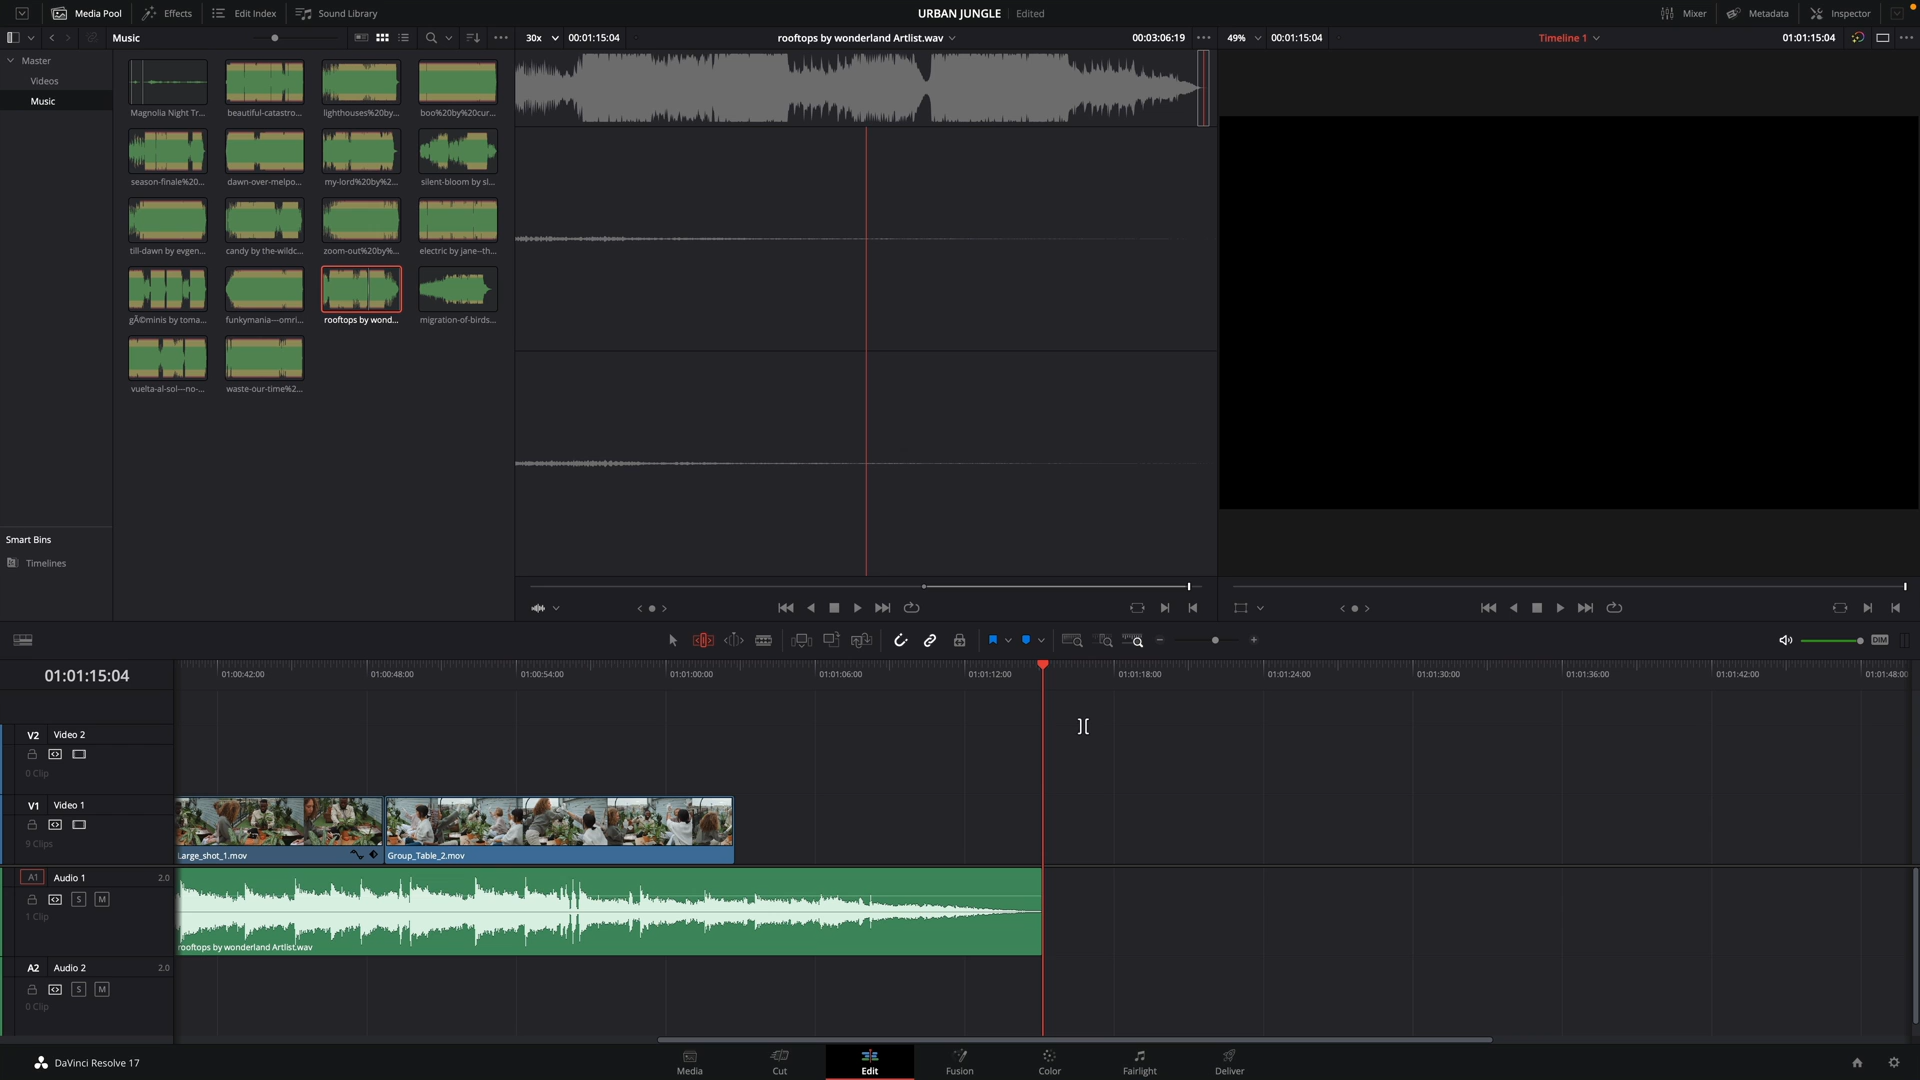 Media Pool Effects Edit Index Sound Library URBAN JUNGLE Edited Mixer Metadata Inspector
Music 30x 00:01:15:04 rooftops by wonderland Artlist.wav 00:03:06:19 49% 00:01:15:04 Timeline 1 01:01:15:04
Master
Videos
Music
Magnolia Night Tr... beautiful-catastro... lighthouses%20by... boo%20by%20cur...
season-finale%20... dawn-over-melpo... my-lord%20by%2... silent-bloom by sl...
till-dawn by evgen... candy by the-wildc... zoom-out%20by%... electric by jane--th...
gÃ©minis by toma... funkymania---omri... rooftops by wond... migration-of-birds...
vuelta-al-sol---no-... waste-our-time%2...
Smart Bins
Timelines
DIM
01:01:15:04
01:00:42:00 01:00:48:00 01:00:54:00 01:01:00:00 01:01:06:00 01:01:12:00 01:01:18:00 01:01:24:00 01:01:30:00 01:01:36:00 01:01:42:00 01:01:48:00
V2 Video 2
0 Clip
V1 Video 1
9 Clips
Large_shot_1.mov Group_Table_2.mov
A1 Audio 1 2.0
S M
1 Clip
rooftops by wonderland Artlist.wav
A2 Audio 2 2.0
S M
0 Clip
DaVinci Resolve 17 Media Cut Edit Fusion Color Fairlight Deliver